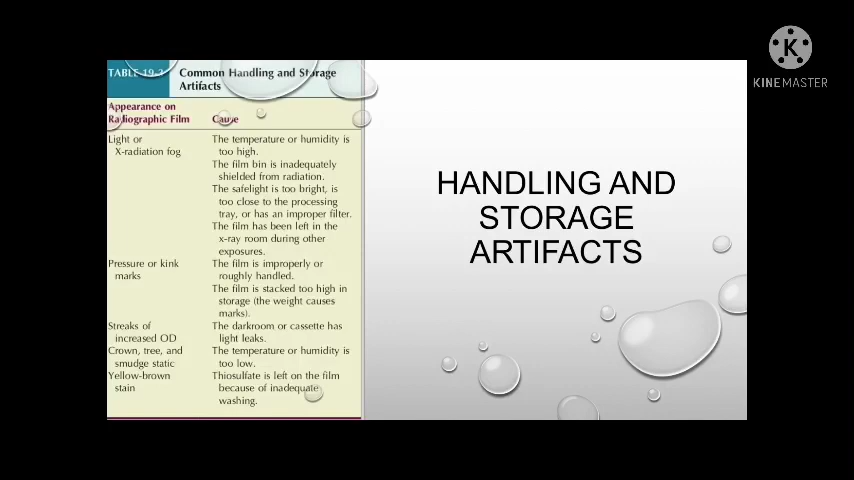 TABLE 19-2 Common Handling and Storage
Artifacts
Appearance on
Radiographic Film Cause
Light or The temperature or humidity is
X-radiation fog too high.
The film bin is inadequately
shielded from radiation.
The safelight is too bright, is
too close to the processing
tray, or has an improper filter.
The film has been left in the
x-ray room during other
exposures.
Pressure or kink The film is improperly or
marks roughly handled.
The film is stacked too high in
storage (the weight causes
marks).
Streaks of The darkroom or cassette has
increased OD light leaks.
Crown, tree, and The temperature or humidity is
smudge static too low.
Yellow-brown Thiosulfate is left on the film
stain because of inadequate
washing.
HANDLING AND
STORAGE
ARTIFACTS
K
KINEMASTER